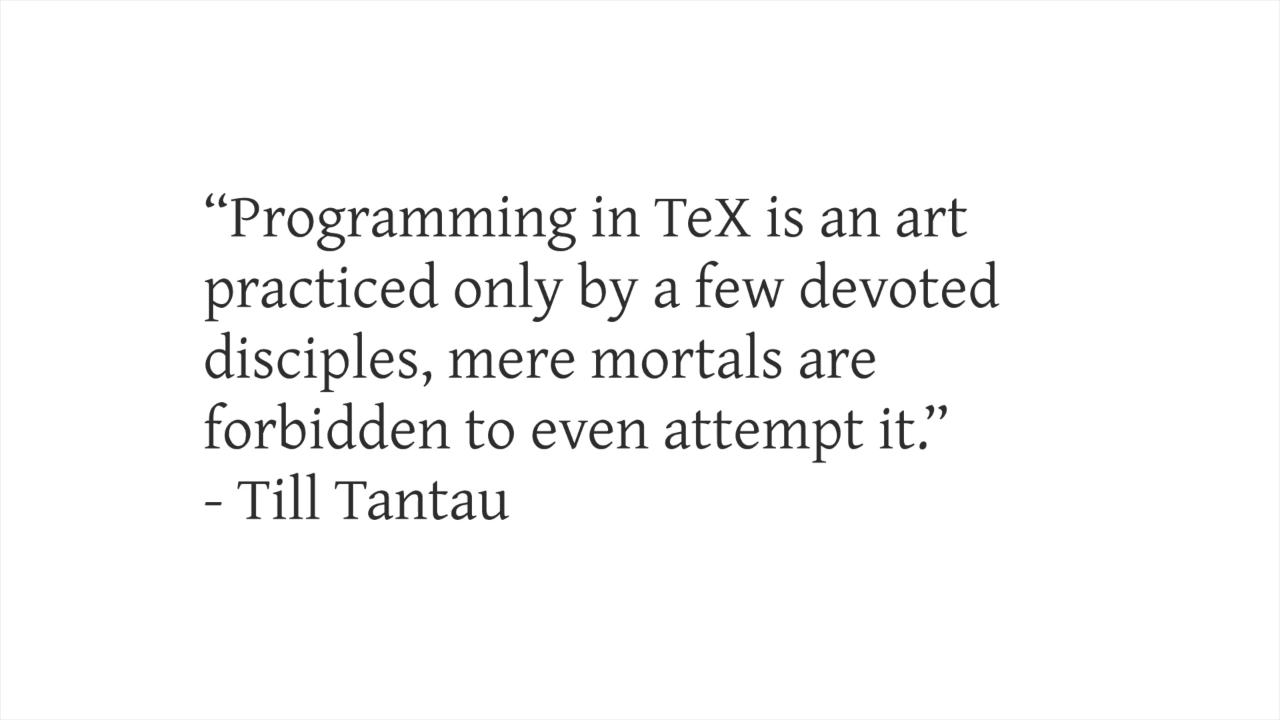 “Programming in TeX is an art
practiced only by a few devoted
disciples, mere mortals are
forbidden to even attempt it.”
- Till Tantau